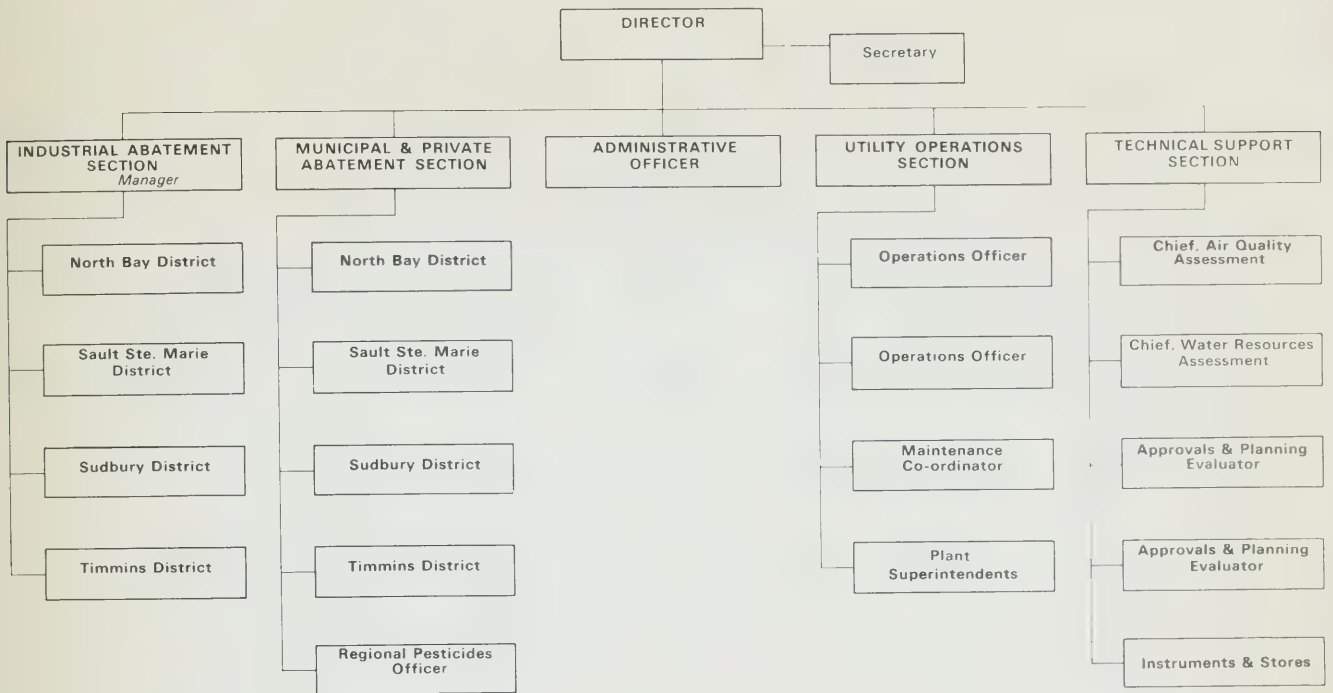 DIRECTOR
Secretary
INDUSTRIAL ABATEMENT
SECTION
Manager
MUNICIPAL & PRIVATE
ABATEMENT SECTION
ADMINISTRATIVE
OFFICER
UTILITY OPERATIONS
SECTION
TECHNICAL SUPPORT
SECTION
North Bay District
Sault Ste. Marie
District
Sudbury District
Timmins District
North Bay District
Sault Ste. Marie
District
Sudbury District
Timmins District
Regional Pesticides
Officer
Operations Officer
Operations Officer
Maintenance
Co-ordinator
Plant
Superintendents
Chief, Air Quality
Assessment
Chief, Water Resources
Assessment
Approvals & Planning
Evaluator
Approvals & Planning
Evaluator
Instruments & Stores